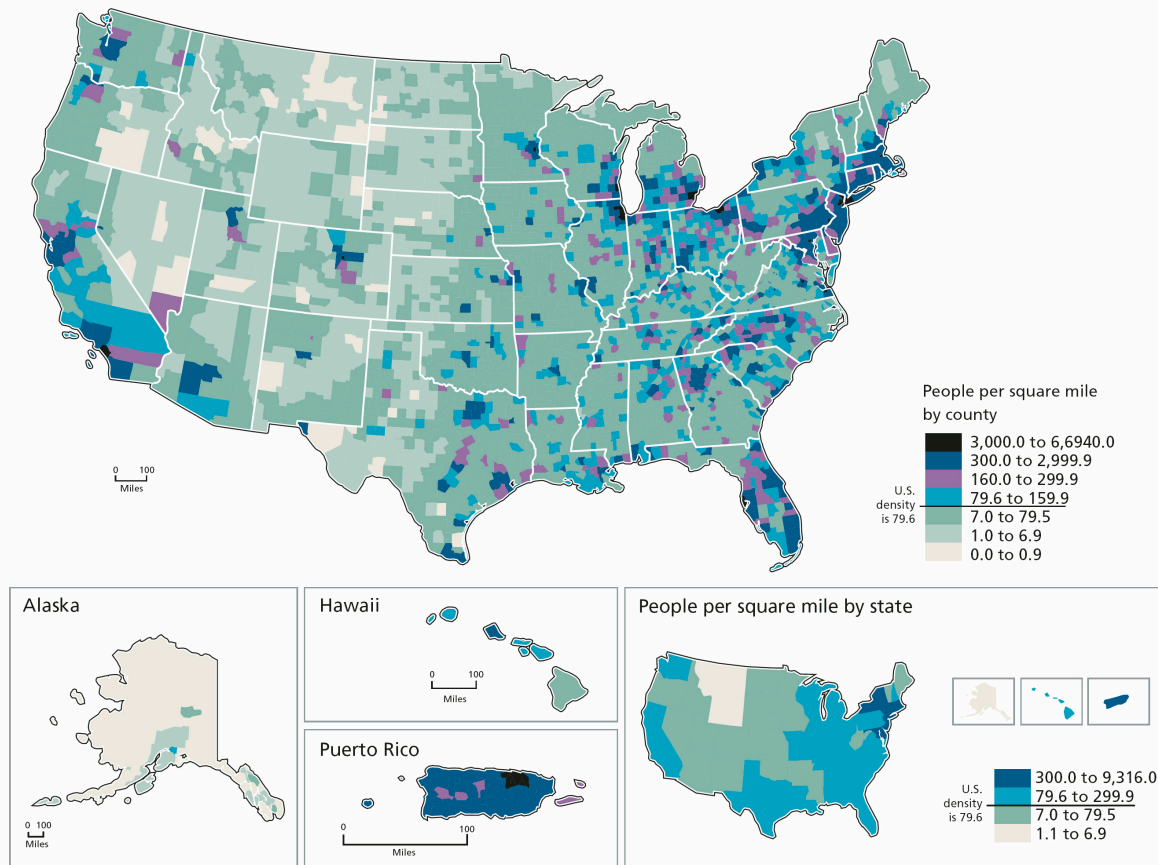 People per square mile
by county
3,000.0 to 6,6940.0
300.0 to 2,999.9
160.0 to 299.9
79.6 to 159.9
7.0 to 79.5
1.0 to 6.9
0.0 to 0.9
U.S.
density
is 79.6
0 100
Miles
Alaska
0 100
Miles
Hawaii
0 100
Miles
Puerto Rico
0 100
Miles
People per square mile by state
300.0 to 9,316.0
79.6 to 299.9
7.0 to 79.5
1.1 to 6.9
U.S.
density
is 79.6